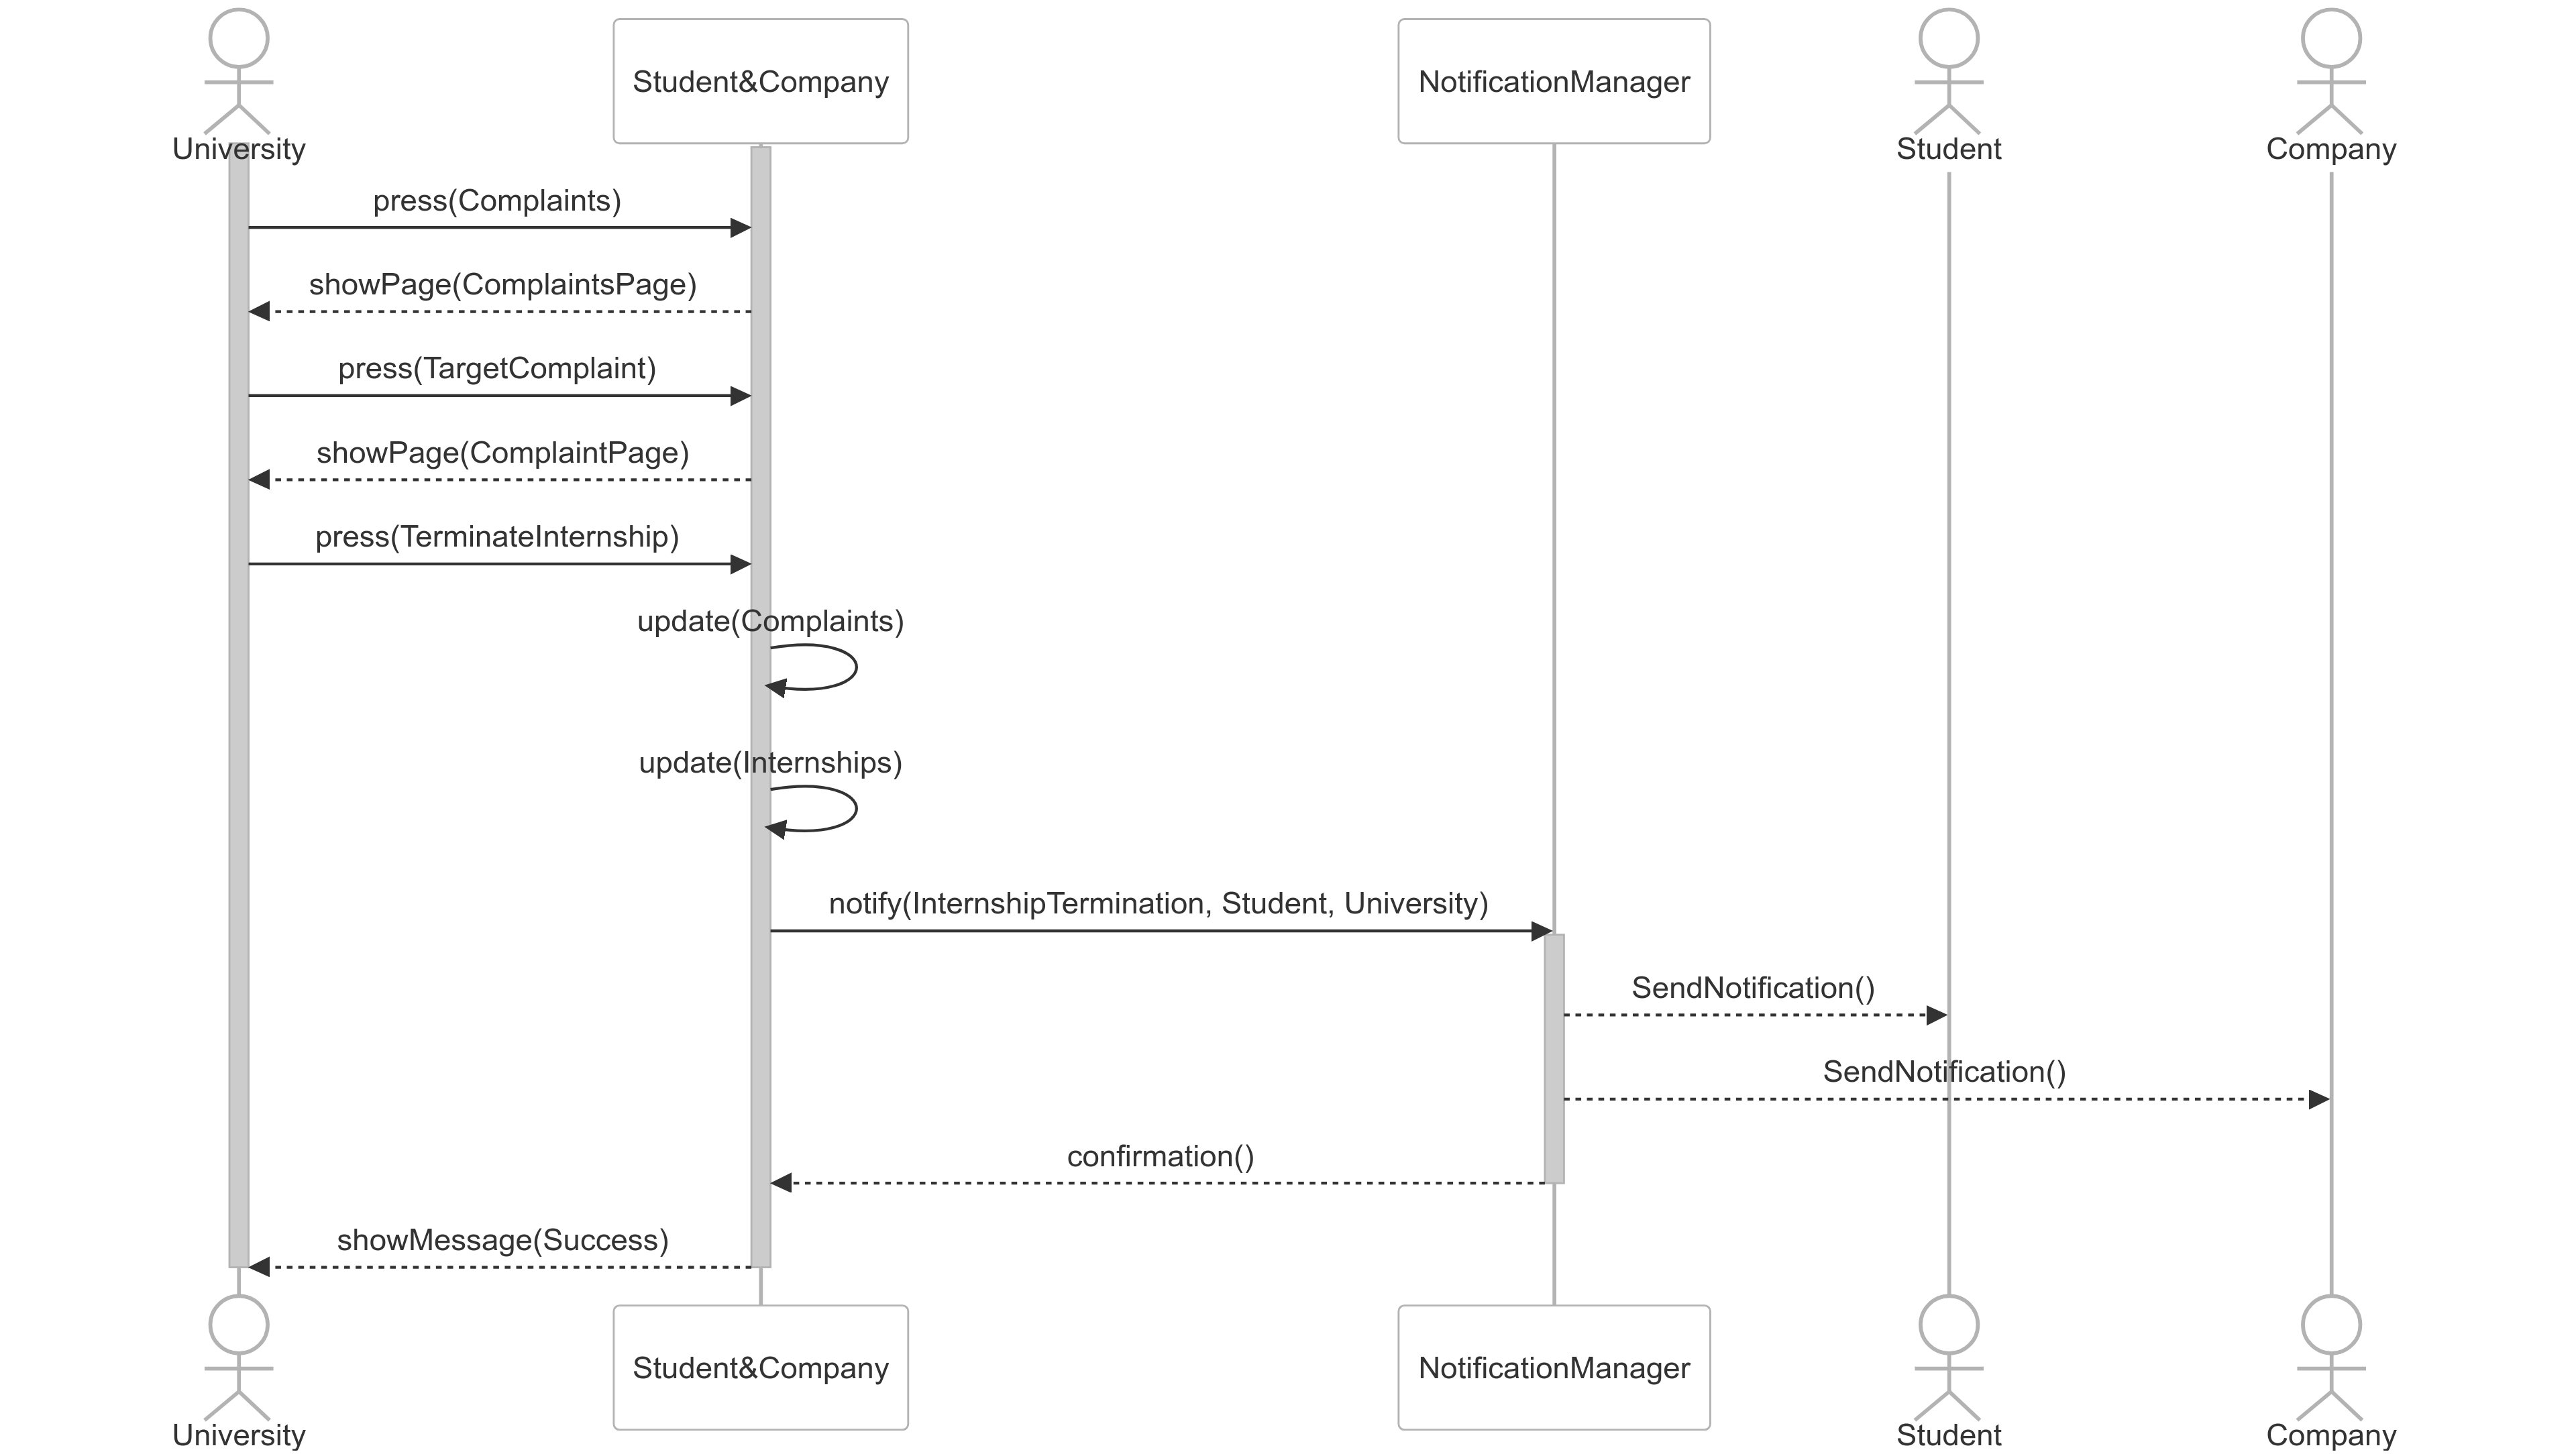 University
Student&Company
NotificationManager
Student
Company
press(Complaints)
showPage(ComplaintsPage)
press(TargetComplaint)
showPage(ComplaintPage)
press(TerminateInternship)
update(Complaints)
update(Internships)
notify(InternshipTermination, Student, University)
SendNotification()
SendNotification()
confirmation()
showMessage(Success)
University
Student&Company
NotificationManager
Student
Company